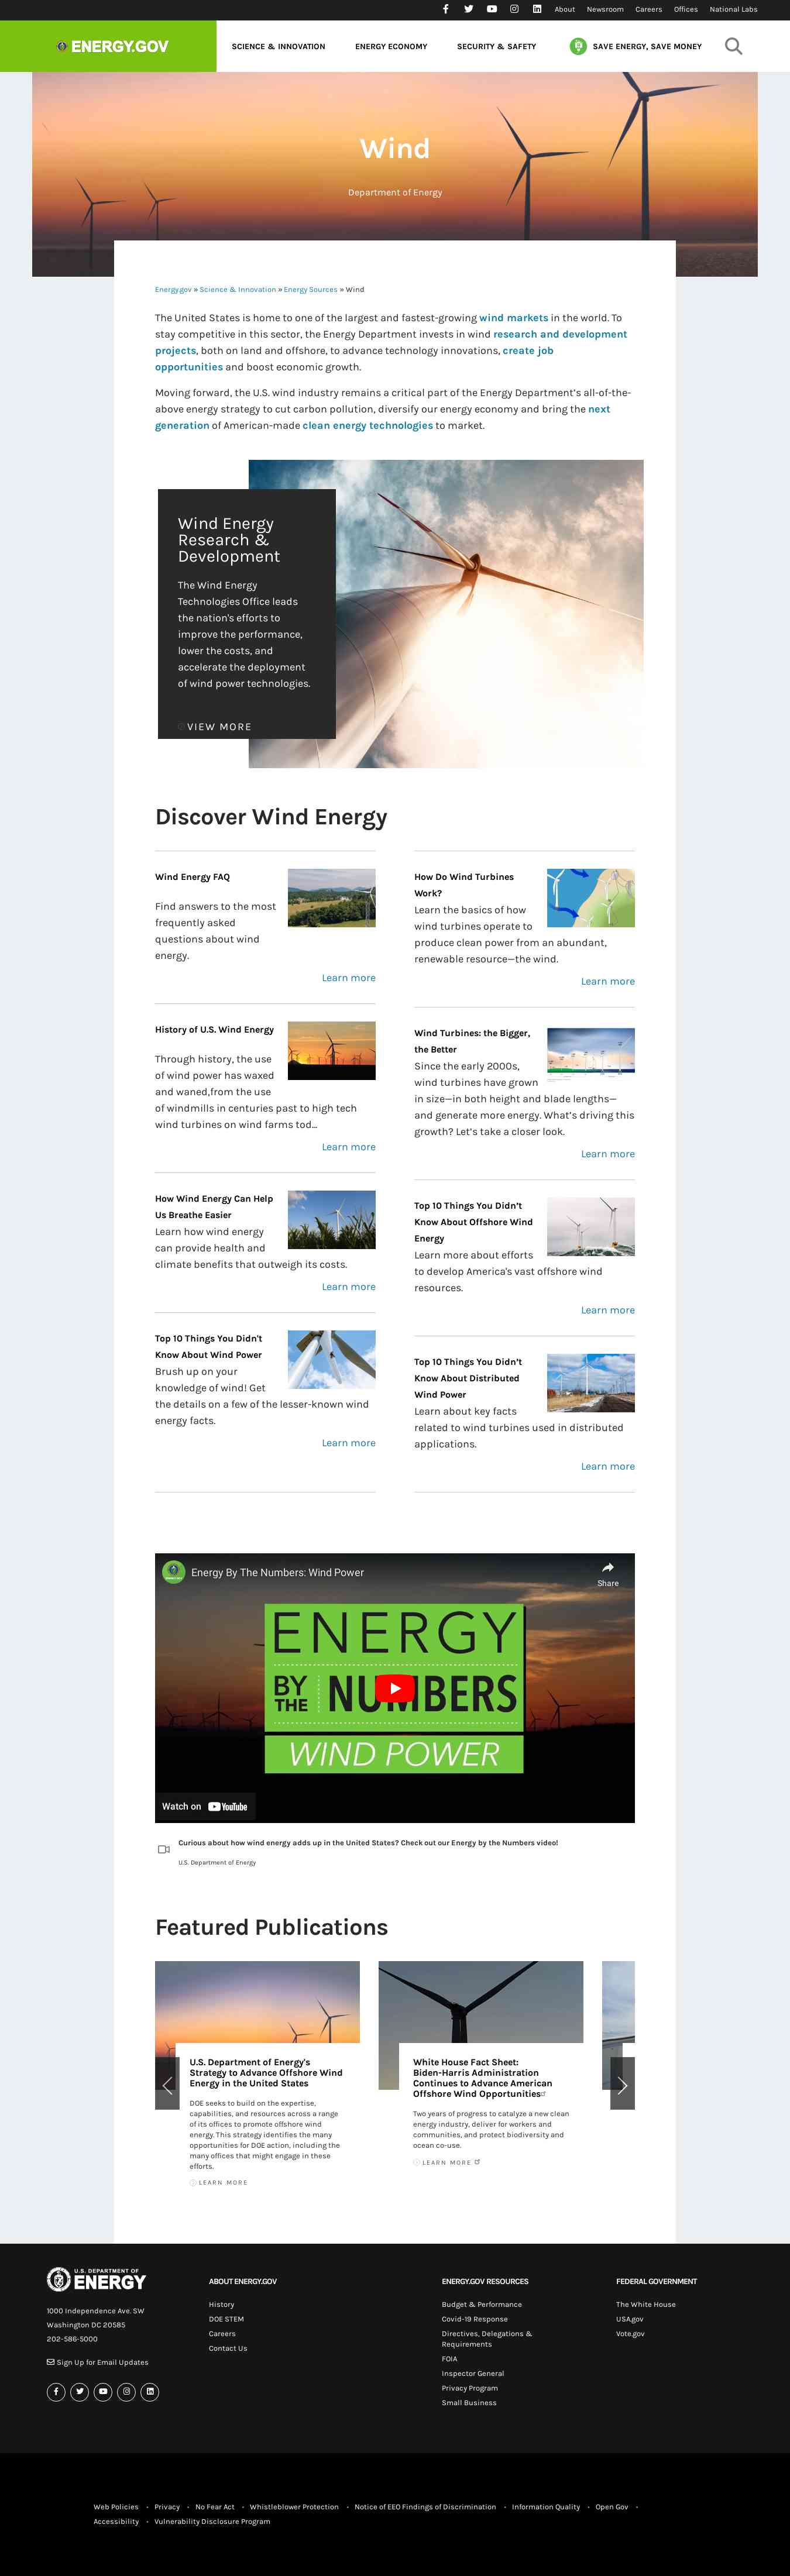 About Newsroom Careers Offices National Labs
ENERGY.GOV
SCIENCE & INNOVATION ENERGY ECONOMY SECURITY & SAFETY SAVE ENERGY, SAVE MONEY
Wind
Department of Energy
Energy.gov » Science & Innovation » Energy Sources » Wind
The United States is home to one of the largest and fastest-growing wind markets in the world. To
stay competitive in this sector, the Energy Department invests in wind research and development
projects, both on land and offshore, to advance technology innovations, create job
opportunities and boost economic growth.
Moving forward, the U.S. wind industry remains a critical part of the Energy Department’s all-of-the-
above energy strategy to cut carbon pollution, diversify our energy economy and bring the next
generation of American-made clean energy technologies to market.
Wind Energy
Research &
Development
The Wind Energy
Technologies Office leads
the nation's efforts to
improve the performance,
lower the costs, and
accelerate the deployment
of wind power technologies.
VIEW MORE
Discover Wind Energy
Wind Energy FAQ
Find answers to the most
frequently asked
questions about wind
energy.
Learn more
History of U.S. Wind Energy
Through history, the use
of wind power has waxed
and waned,from the use
of windmills in centuries past to high tech
wind turbines on wind farms tod...
Learn more
How Wind Energy Can Help
Us Breathe Easier
Learn how wind energy
can provide health and
climate benefits that outweigh its costs.
Learn more
Top 10 Things You Didn't
Know About Wind Power
Brush up on your
knowledge of wind! Get
the details on a few of the lesser-known wind
energy facts.
Learn more
How Do Wind Turbines
Work?
Learn the basics of how
wind turbines operate to
produce clean power from an abundant,
renewable resource—the wind.
Learn more
Wind Turbines: the Bigger,
the Better
Since the early 2000s,
wind turbines have grown
in size—in both height and blade lengths—
and generate more energy. What’s driving this
growth? Let’s take a closer look.
Learn more
Top 10 Things You Didn’t
Know About Offshore Wind
Energy
Learn more about efforts
to develop America's vast offshore wind
resources.
Learn more
Top 10 Things You Didn’t
Know About Distributed
Wind Power
Learn about key facts
related to wind turbines used in distributed
applications.
Learn more
Energy By The Numbers: Wind Power
Share
ENERGY
BY THE NUMBERS
WIND POWER
Watch on YouTube
Curious about how wind energy adds up in the United States? Check out our Energy by the Numbers video!
U.S. Department of Energy
Featured Publications
U.S. Department of Energy's
Strategy to Advance Offshore Wind
Energy in the United States
DOE seeks to build on the expertise,
capabilities, and resources across a range
of its offices to promote offshore wind
energy. This strategy identifies the many
opportunities for DOE action, including the
many offices that might engage in these
efforts.
LEARN MORE
White House Fact Sheet:
Biden-Harris Administration
Continues to Advance American
Offshore Wind Opportunities
Two years of progress to catalyze a new clean
energy industry, deliver for workers and
communities, and protect biodiversity and
ocean co-use.
LEARN MORE
U.S. DEPARTMENT OF
ENERGY
1000 Independence Ave. SW
Washington DC 20585
202-586-5000
Sign Up for Email Updates
ABOUT ENERGY.GOV
History
DOE STEM
Careers
Contact Us
ENERGY.GOV RESOURCES
Budget & Performance
Covid-19 Response
Directives, Delegations &
Requirements
FOIA
Inspector General
Privacy Program
Small Business
FEDERAL GOVERNMENT
The White House
USA.gov
Vote.gov
Web Policies • Privacy • No Fear Act • Whistleblower Protection • Notice of EEO Findings of Discrimination • Information Quality • Open Gov •
Accessibility • Vulnerability Disclosure Program